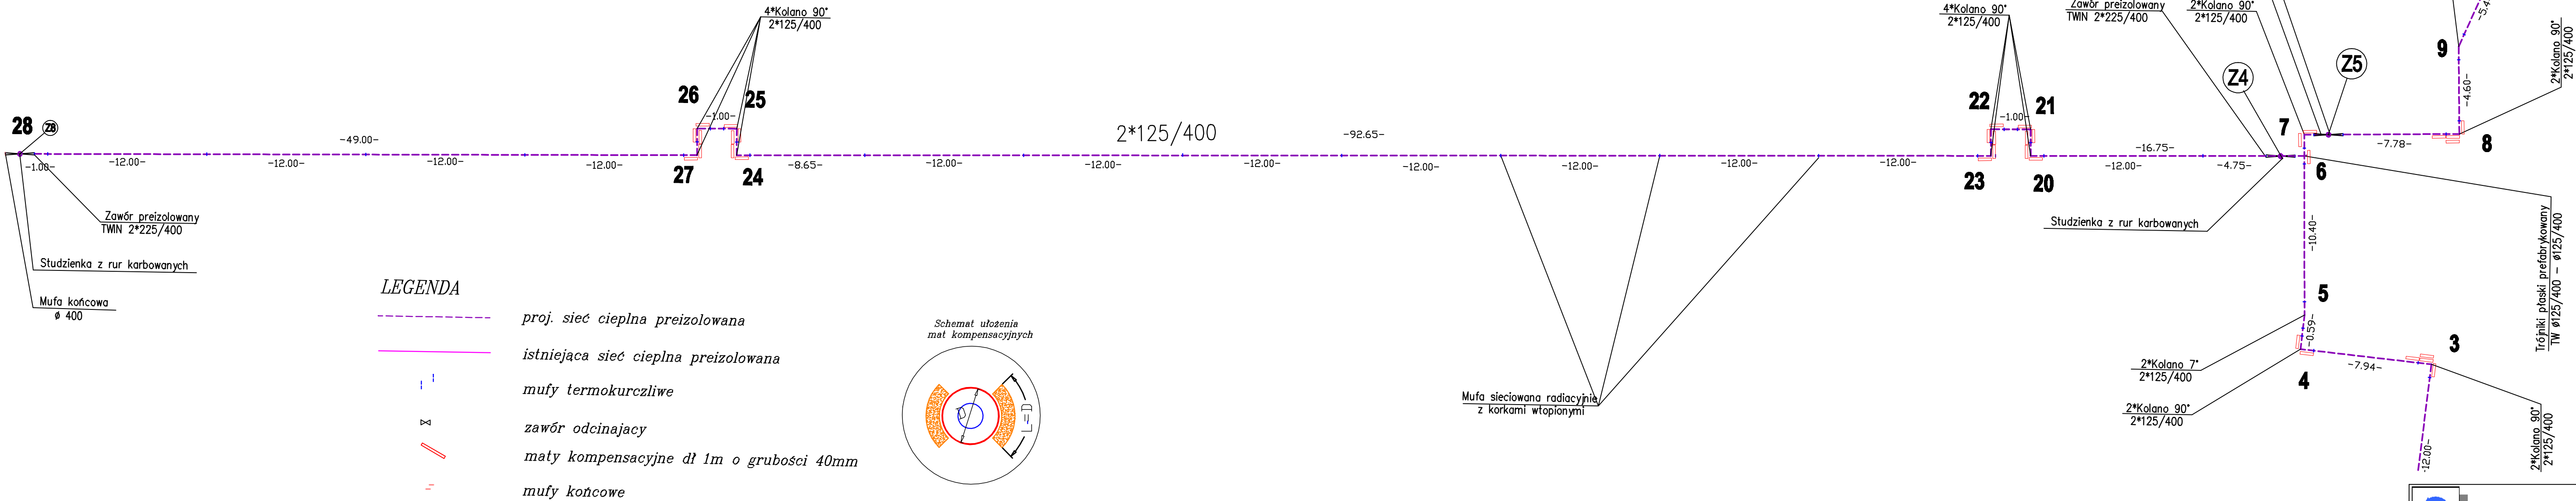 4*Kolano 90°
2*125/400
4*Kolano 90°
2*125/400
Zawór preizolowany
TWIN 2*225/400
2*Kolano 90°
2*125/400
2*Kolano 90°
2*125/400
28
Z8
-49.00-
-1.00-
-12.00-
-12.00-
-12.00-
-12.00-
26
25
-1.00-
27
24
-8.65-
-12.00-
-12.00-
2*125/400
-92.65-
-12.00-
-12.00-
-12.00-
-12.00-
22
21
-1.00-
23
20
-16.75-
-12.00-
-4.75-
Z4
Z5
7
6
-7.78-
8
9
-4.60-
-10.40-
5
-0.59-
4
-7.94-
3
12.00-
Zawór preizolowany
TWIN 2*225/400
Studzienka z rur karbowanych
Mufa końcowa
ø 400
Studzienka z rur karbowanych
Trójniki płaski prefabrykowany
TW ø125/400 – ø125/400
2*Kolano 7°
2*125/400
2*Kolano 90°
2*125/400
2*Kolano 90°
2*125/400
Mufa sieciowana radiacyjnie
z korkami wtopionymi
LEGENDA
proj. sieć cieplna preizolowana
istniejąca sieć cieplna preizolowana
mufy termokurczliwe
zawór odcinajacy
maty kompensacyjne dł 1m o grubości 40mm
mufy końcowe
Schemat ułożenia
mat kompensacyjnych
D
L=D